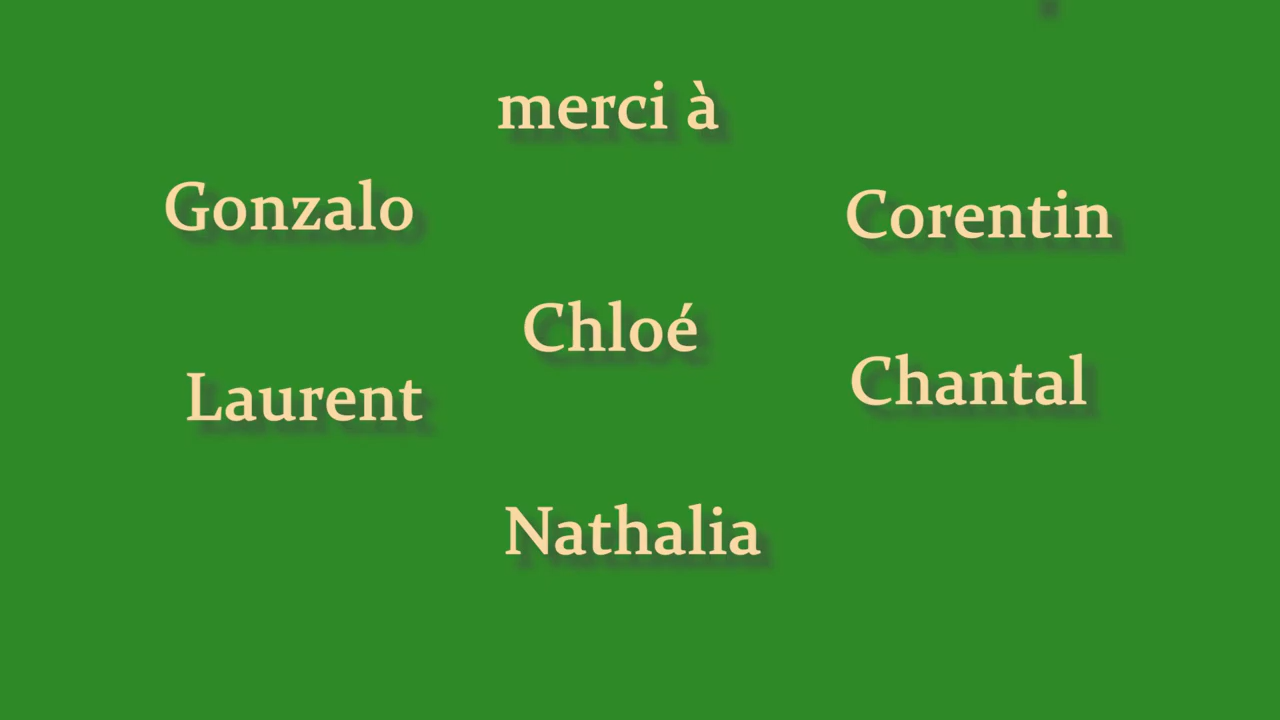 merci à
Gonzalo
Corentin
Chloé
Laurent
Chantal
Nathalia